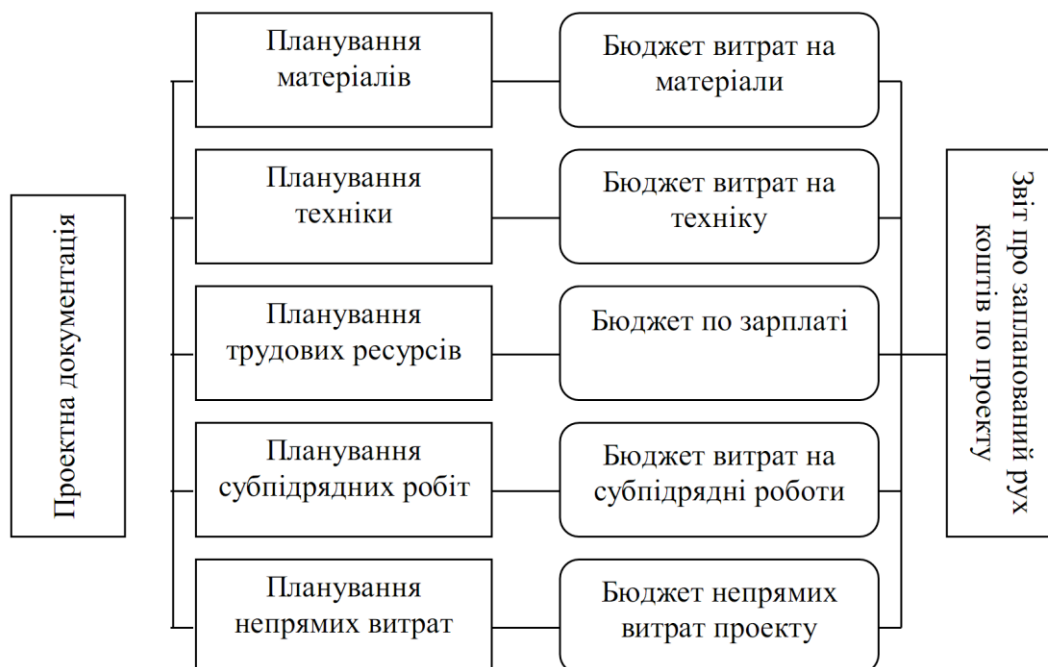 Проектна документація
Планування
матеріалів
Бюджет витрат на
матеріали
Планування
техніки
Бюджет витрат на
техніку
Планування
трудових ресурсів
Бюджет по зарплаті
Планування
субпідрядних робіт
Бюджет витрат на
субпідрядні роботи
Планування
непрямих витрат
Бюджет непрямих
витрат проекту
Звіт про запланований рух
коштів по проекту